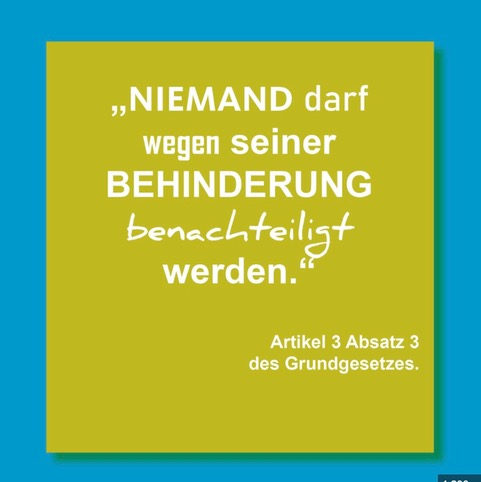 „NIEMAND darf
wegen seiner
BEHINDERUNG
benachteiligt
werden.“
Artikel 3 Absatz 3
des Grundgesetzes.